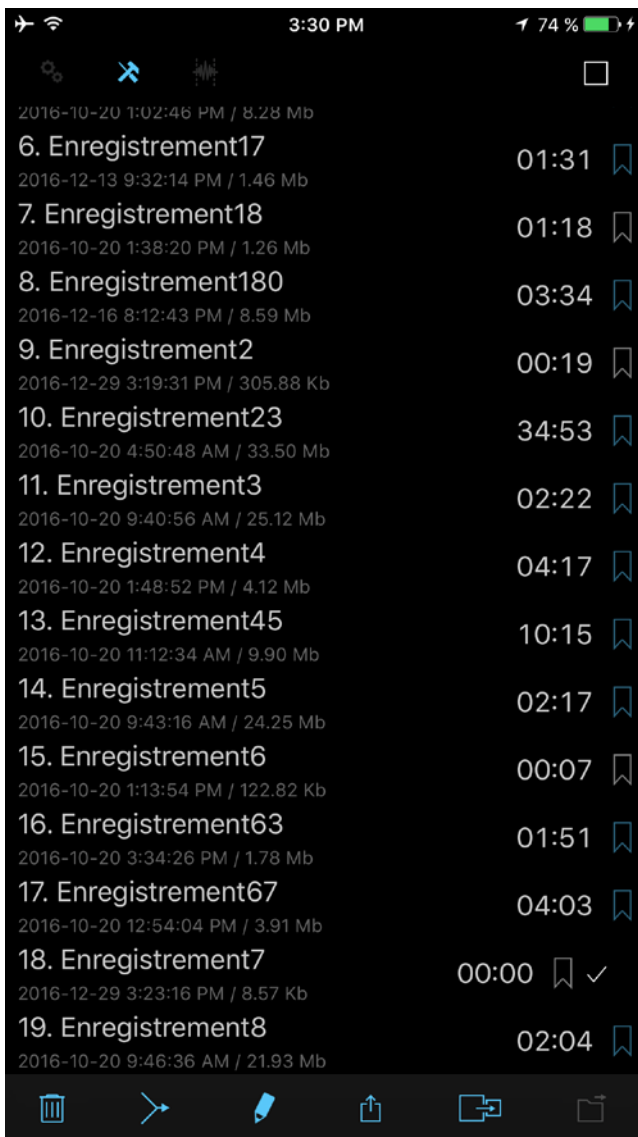 3:30 PM
74 %
2016-10-20 1:02:46 PM / 8.28 Mb
6. Enregistrement17
01:31
2016-12-13 9:32:14 PM / 1.46 Mb
7. Enregistrement18
01:18
2016-10-20 1:38:20 PM / 1.26 Mb
8. Enregistrement180
03:34
2016-12-16 8:12:43 PM / 8.59 Mb
9. Enregistrement2
00:19
2016-12-29 3:19:31 PM / 305.88 Kb
10. Enregistrement23
34:53
2016-10-20 4:50:48 AM / 33.50 Mb
11. Enregistrement3
02:22
2016-10-20 9:40:56 AM / 25.12 Mb
12. Enregistrement4
04:17
2016-10-20 1:48:52 PM / 4.12 Mb
13. Enregistrement45
10:15
2016-10-20 11:12:34 AM / 9.90 Mb
14. Enregistrement5
02:17
2016-10-20 9:43:16 AM / 24.25 Mb
15. Enregistrement6
00:07
2016-10-20 1:13:54 PM / 122.82 Kb
16. Enregistrement63
01:51
2016-10-20 3:34:26 PM / 1.78 Mb
17. Enregistrement67
04:03
2016-10-20 12:54:04 PM / 3.91 Mb
18. Enregistrement7
00:00
2016-12-29 3:23:16 PM / 8.57 Kb
19. Enregistrement8
02:04
2016-10-20 9:46:36 AM / 21.93 Mb